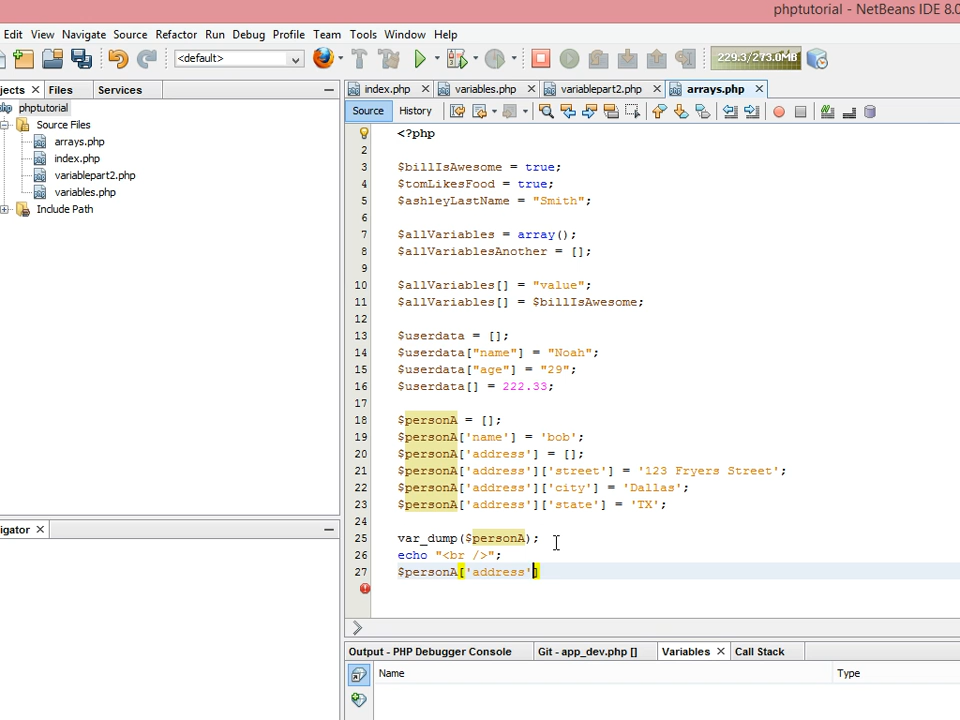 phptutorial - NetBeans IDE 8.0
Edit View Navigate Source Refactor Run Debug Profile Team Tools Window Help
<default>
229.3/273.0MB
jects Files Services
index.php variables.php variablepart2.php arrays.php
Source History
phptutorial
Source Files
arrays.php
index.php
variablepart2.php
variables.php
Include Path
igator
1 <?php
2
3 $billIsAwesome = true;
4 $tomLikesFood = true;
5 $ashleyLastName = "Smith";
6
7 $allVariables = array();
8 $allVariablesAnother = [];
9
10 $allVariables[] = "value";
11 $allVariables[] = $billIsAwesome;
12
13 $userdata = [];
14 $userdata["name"] = "Noah";
15 $userdata["age"] = "29";
16 $userdata[] = 222.33;
17
18 $personA = [];
19 $personA['name'] = 'bob';
20 $personA['address'] = [];
21 $personA['address']['street'] = '123 Fryers Street';
22 $personA['address']['city'] = 'Dallas';
23 $personA['address']['state'] = 'TX';
24
25 var_dump($personA);
26 echo "<br />";
27 $personA['address']
Output - PHP Debugger Console Git - app_dev.php [] Variables Call Stack
Name Type